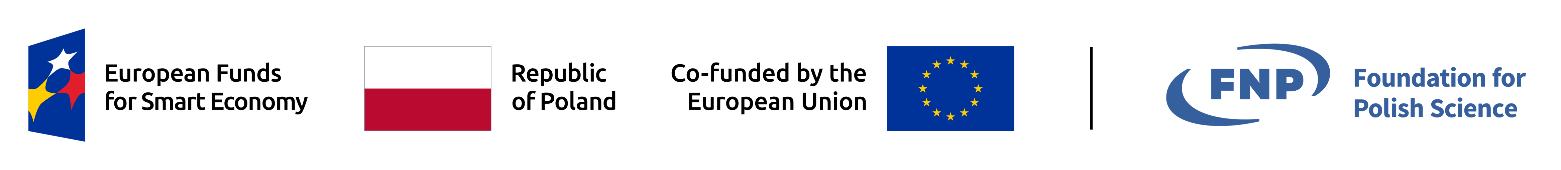 European Funds
for Smart Economy
Republic
of Poland
Co-funded by the
European Union
FNP
Foundation for
Polish Science